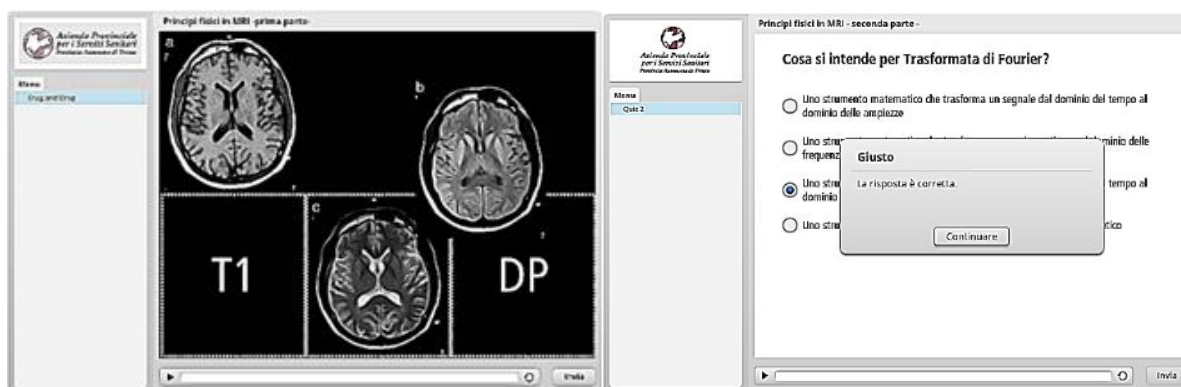 Principi fisici in MRI -prima parte-
Azienda Provinciale
per i Servizi Sanitari
Provincia Autonoma di Trento
Menu
Drag and Drop
a
b
c
T1
DP
Invia
Principi fisici in MRI - seconda parte -
Azienda Provinciale
per i Servizi Sanitari
Provincia Autonoma di Trento
Menu
Quiz 2
Cosa si intende per Trasformata di Fourier?
Uno strumento matematico che trasforma un segnale dal dominio del tempo al
dominio delle ampiezze
Uno delle
frequenz
Uno stru tempo al
dominio
Uno stru
Giusto
La risposta è corretta.
Continuare
Invia